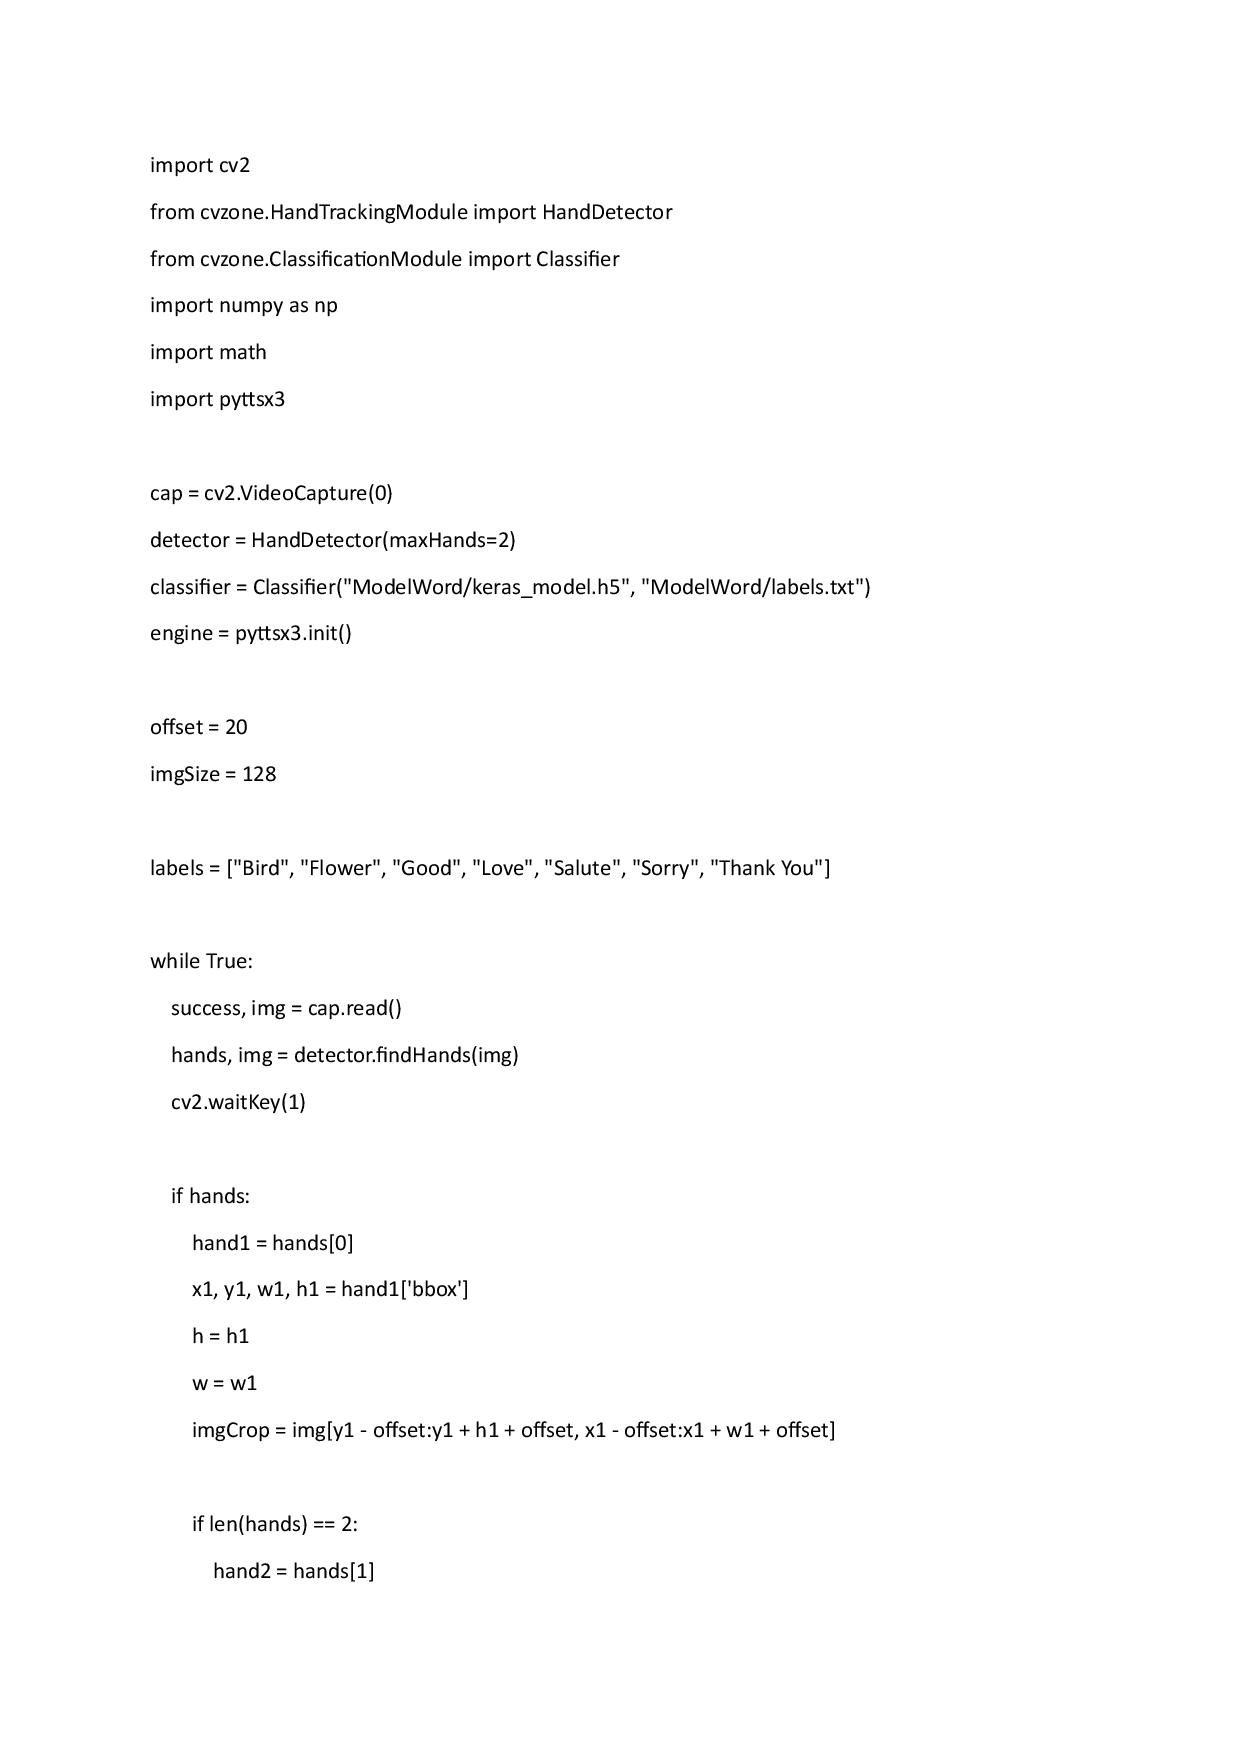 import cv2
from cvzone.HandTrackingModule import HandDetector
from cvzone.ClassificationModule import Classifier
import numpy as np
import math
import pyttsx3
cap = cv2.VideoCapture(0)
detector = HandDetector(maxHands=2)
classifier = Classifier("ModelWord/keras_model.h5", "ModelWord/labels.txt")
engine = pyttsx3.init()
offset = 20
imgSize = 128
labels = ["Bird", "Flower", "Good", "Love", "Salute", "Sorry", "Thank You"]
while True:
    success, img = cap.read()
    hands, img = detector.findHands(img)
    cv2.waitKey(1)
    if hands:
        hand1 = hands[0]
        x1, y1, w1, h1 = hand1['bbox']
        h = h1
        w = w1
        imgCrop = img[y1 - offset:y1 + h1 + offset, x1 - offset:x1 + w1 + offset]
        if len(hands) == 2:
            hand2 = hands[1]